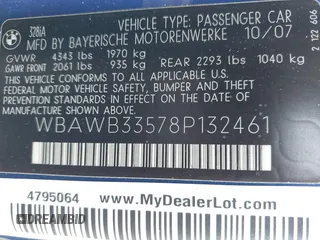 VEHICLE TYPE: PASSENGER CAR
328iA
MFD BY BAYERISCHE MOTORENWERKE 10/07
GVWR 4343 lbs 1970 kg
GAWR FRONT 2061 lbs 935 kg REAR 2293 lbs 1040 kg
THIS VEHICLE CONFORMS TO ALL APPLICABLE U.S. FEDERAL
MOTOR VEHICLE SAFETY, BUMPER AND THEFT PREVENTION
STANDARDS IN EFFECT ON THE DATE OF
MANUFACTURE SHOWN ABOVE
WBAWB33578P132461
4795064 www.MyDealerLot.com
DREAMBID